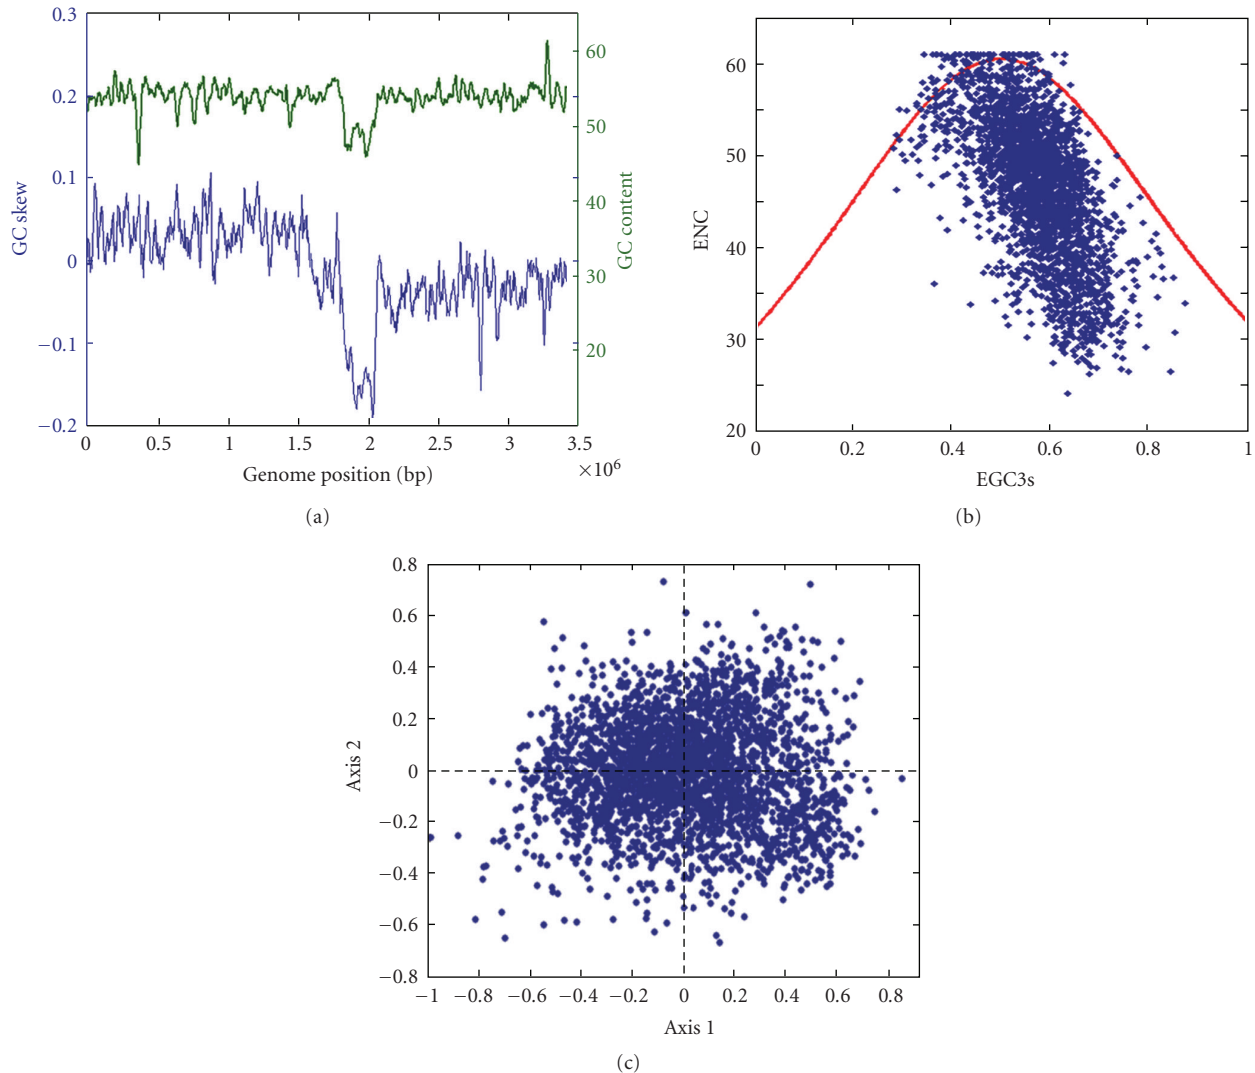 0.3
0.2
0.1
0
−0.1
−0.2
GC skew
60
50
40
30
20
GC content
0 0.5 1 1.5 2 2.5 3 3.5
×10⁶
Genome position (bp)
(a)
60
50
40
30
20
ENC
0 0.2 0.4 0.6 0.8 1
EGC3s
(b)
0.8
0.6
0.4
0.2
0
−0.2
−0.4
−0.6
−0.8
Axis 2
−1 −0.8 −0.6 −0.4 −0.2 0 0.2 0.4 0.6 0.8
Axis 1
(c)